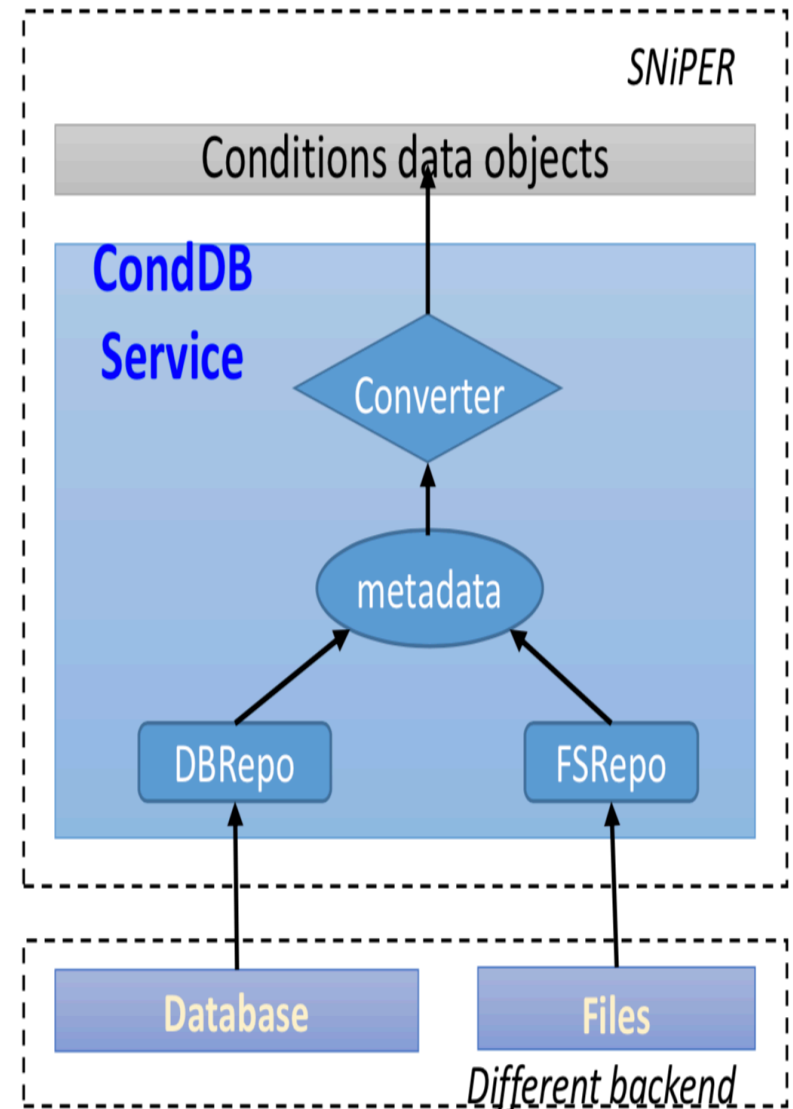 SNiPER
Conditions data objects
CondDB
Service
Converter
metadata
DBRepo
FSRepo
Database
Files
Different backend